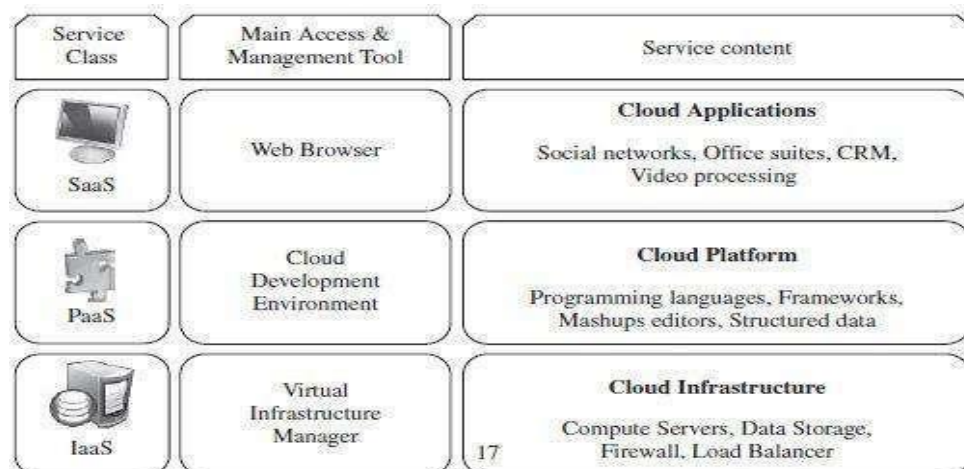 Service
Class
Main Access &
Management Tool
Service content
SaaS
Web Browser
Cloud Applications
Social networks, Office suites, CRM,
Video processing
PaaS
Cloud
Development
Environment
Cloud Platform
Programming languages, Frameworks,
Mashups editors, Structured data
IaaS
Virtual
Infrastructure
Manager
17
Cloud Infrastructure
Compute Servers, Data Storage,
Firewall, Load Balancer